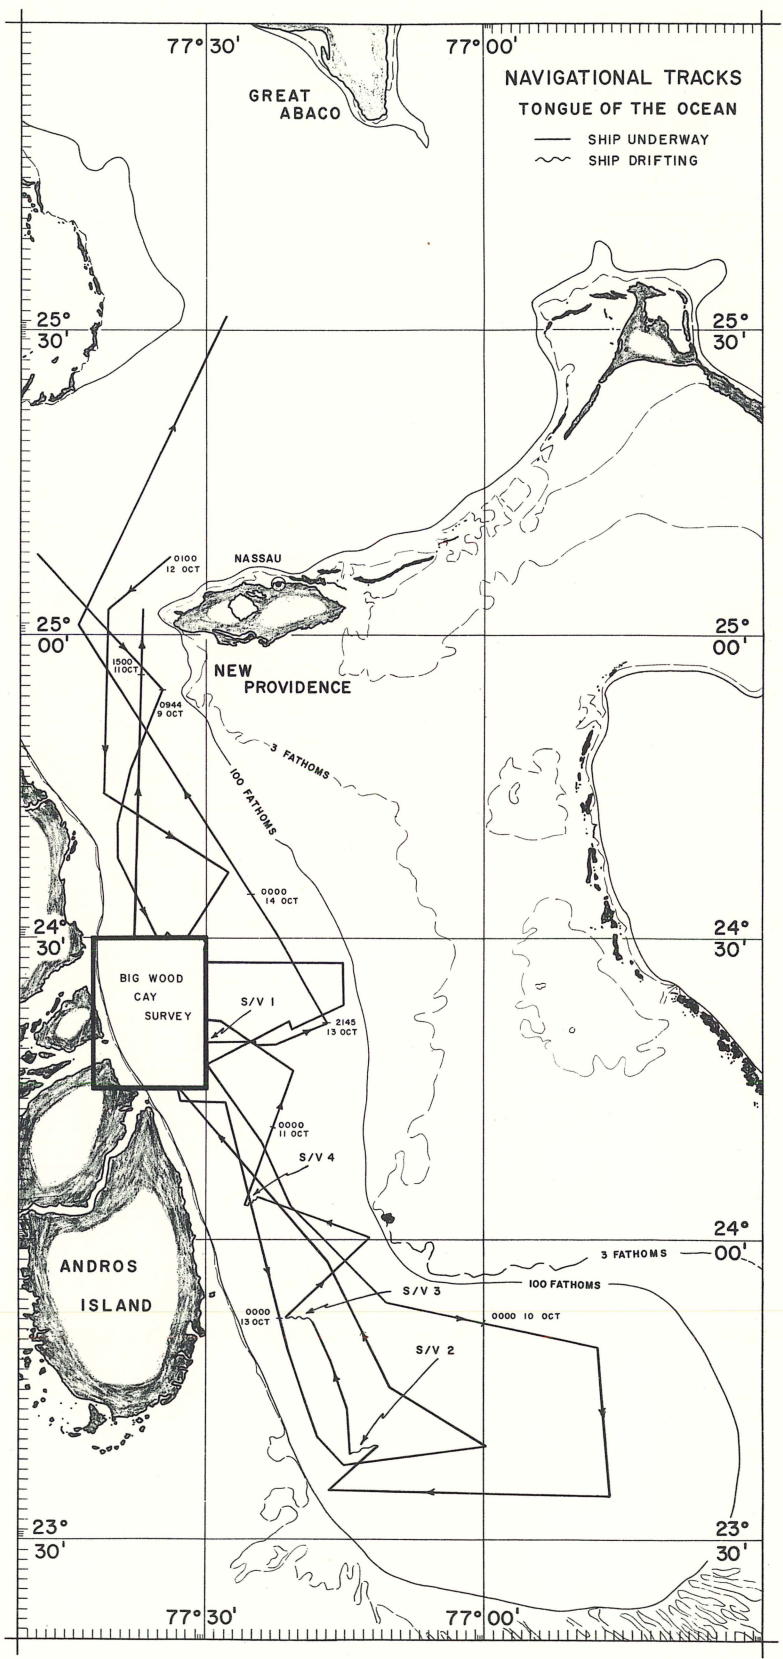 77° 30'
77° 00'
NAVIGATIONAL TRACKS
TONGUE OF THE OCEAN
SHIP UNDERWAY
SHIP DRIFTING
GREAT
ABACO
25°
30'
25°
30'
0100
12 OCT
NASSAU
25°
00'
25°
00'
1500
11 OCT
NEW
PROVIDENCE
0944
9 OCT
3 FATHOMS
100 FATHOMS
0000
14 OCT
24°
30'
24°
30'
BIG WOOD
CAY
SURVEY
S/V 1
2145
13 OCT
0000
11 OCT
S/V 4
24°
00'
3 FATHOMS
100 FATHOMS
ANDROS
ISLAND
S/V 3
0000
13 OCT
0000 10 OCT
S/V 2
23°
30'
23°
30'
77° 30'
77° 00'